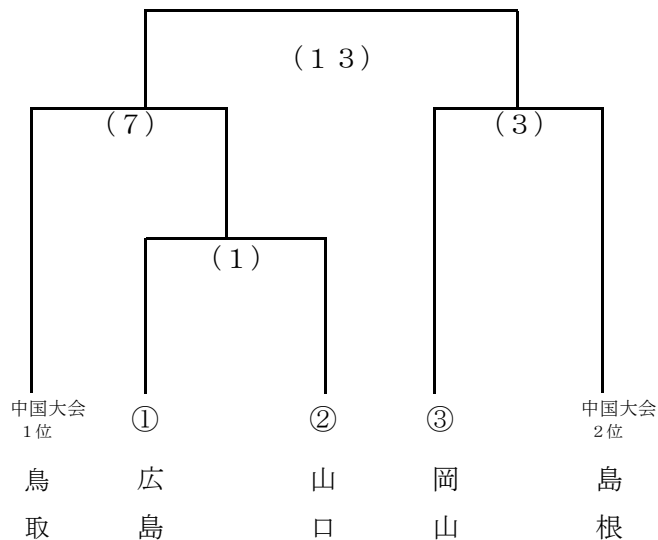 (１３)
(７)
(３)
(１)
中国大会
１位
①
②
③
中国大会
２位
鳥取
広島
山口
岡山
島根